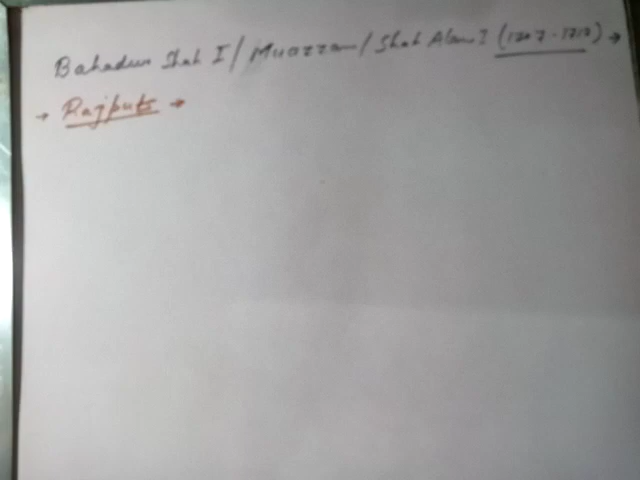 Bahadur Shah I / Muazzam / Shah Alam I (1707-1712) →
→ Rajputs →